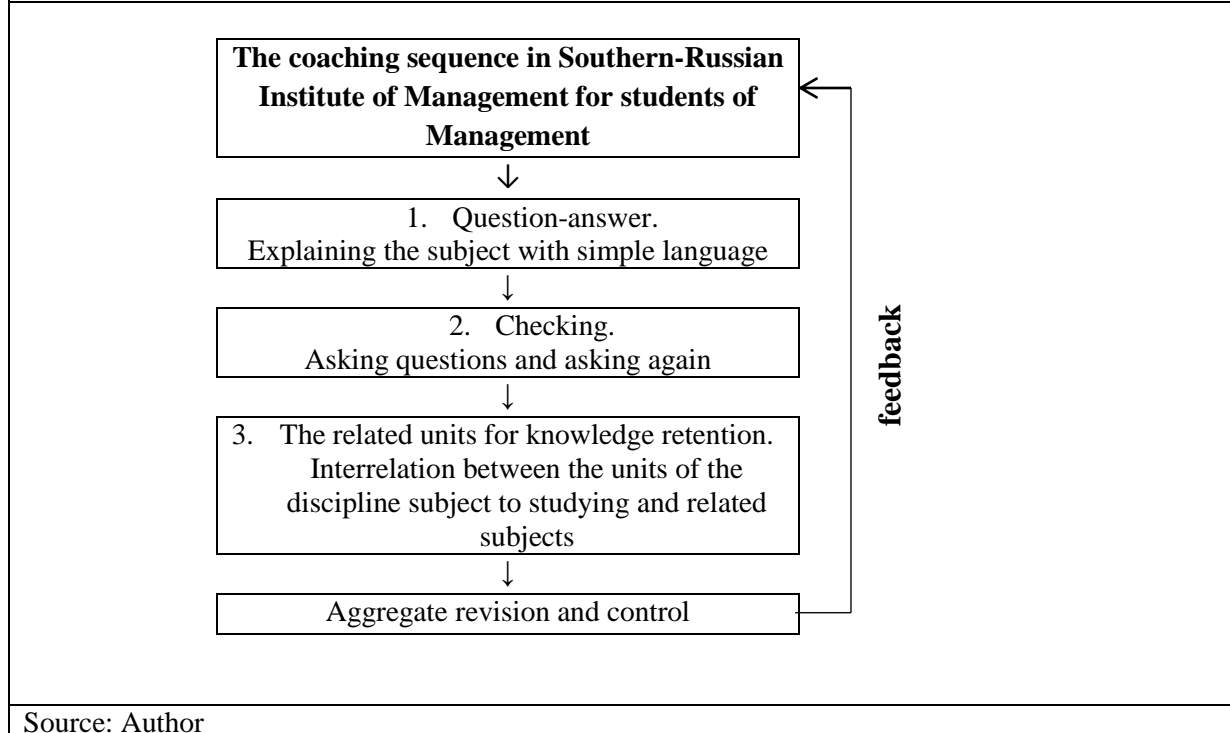 The coaching sequence in Southern-Russian
Institute of Management for students of
Management
↓
1. Question-answer.
Explaining the subject with simple language
↓
2. Checking.
Asking questions and asking again
↓
3. The related units for knowledge retention.
Interrelation between the units of the
discipline subject to studying and related
subjects
↓
Aggregate revision and control
feedback
Source: Author